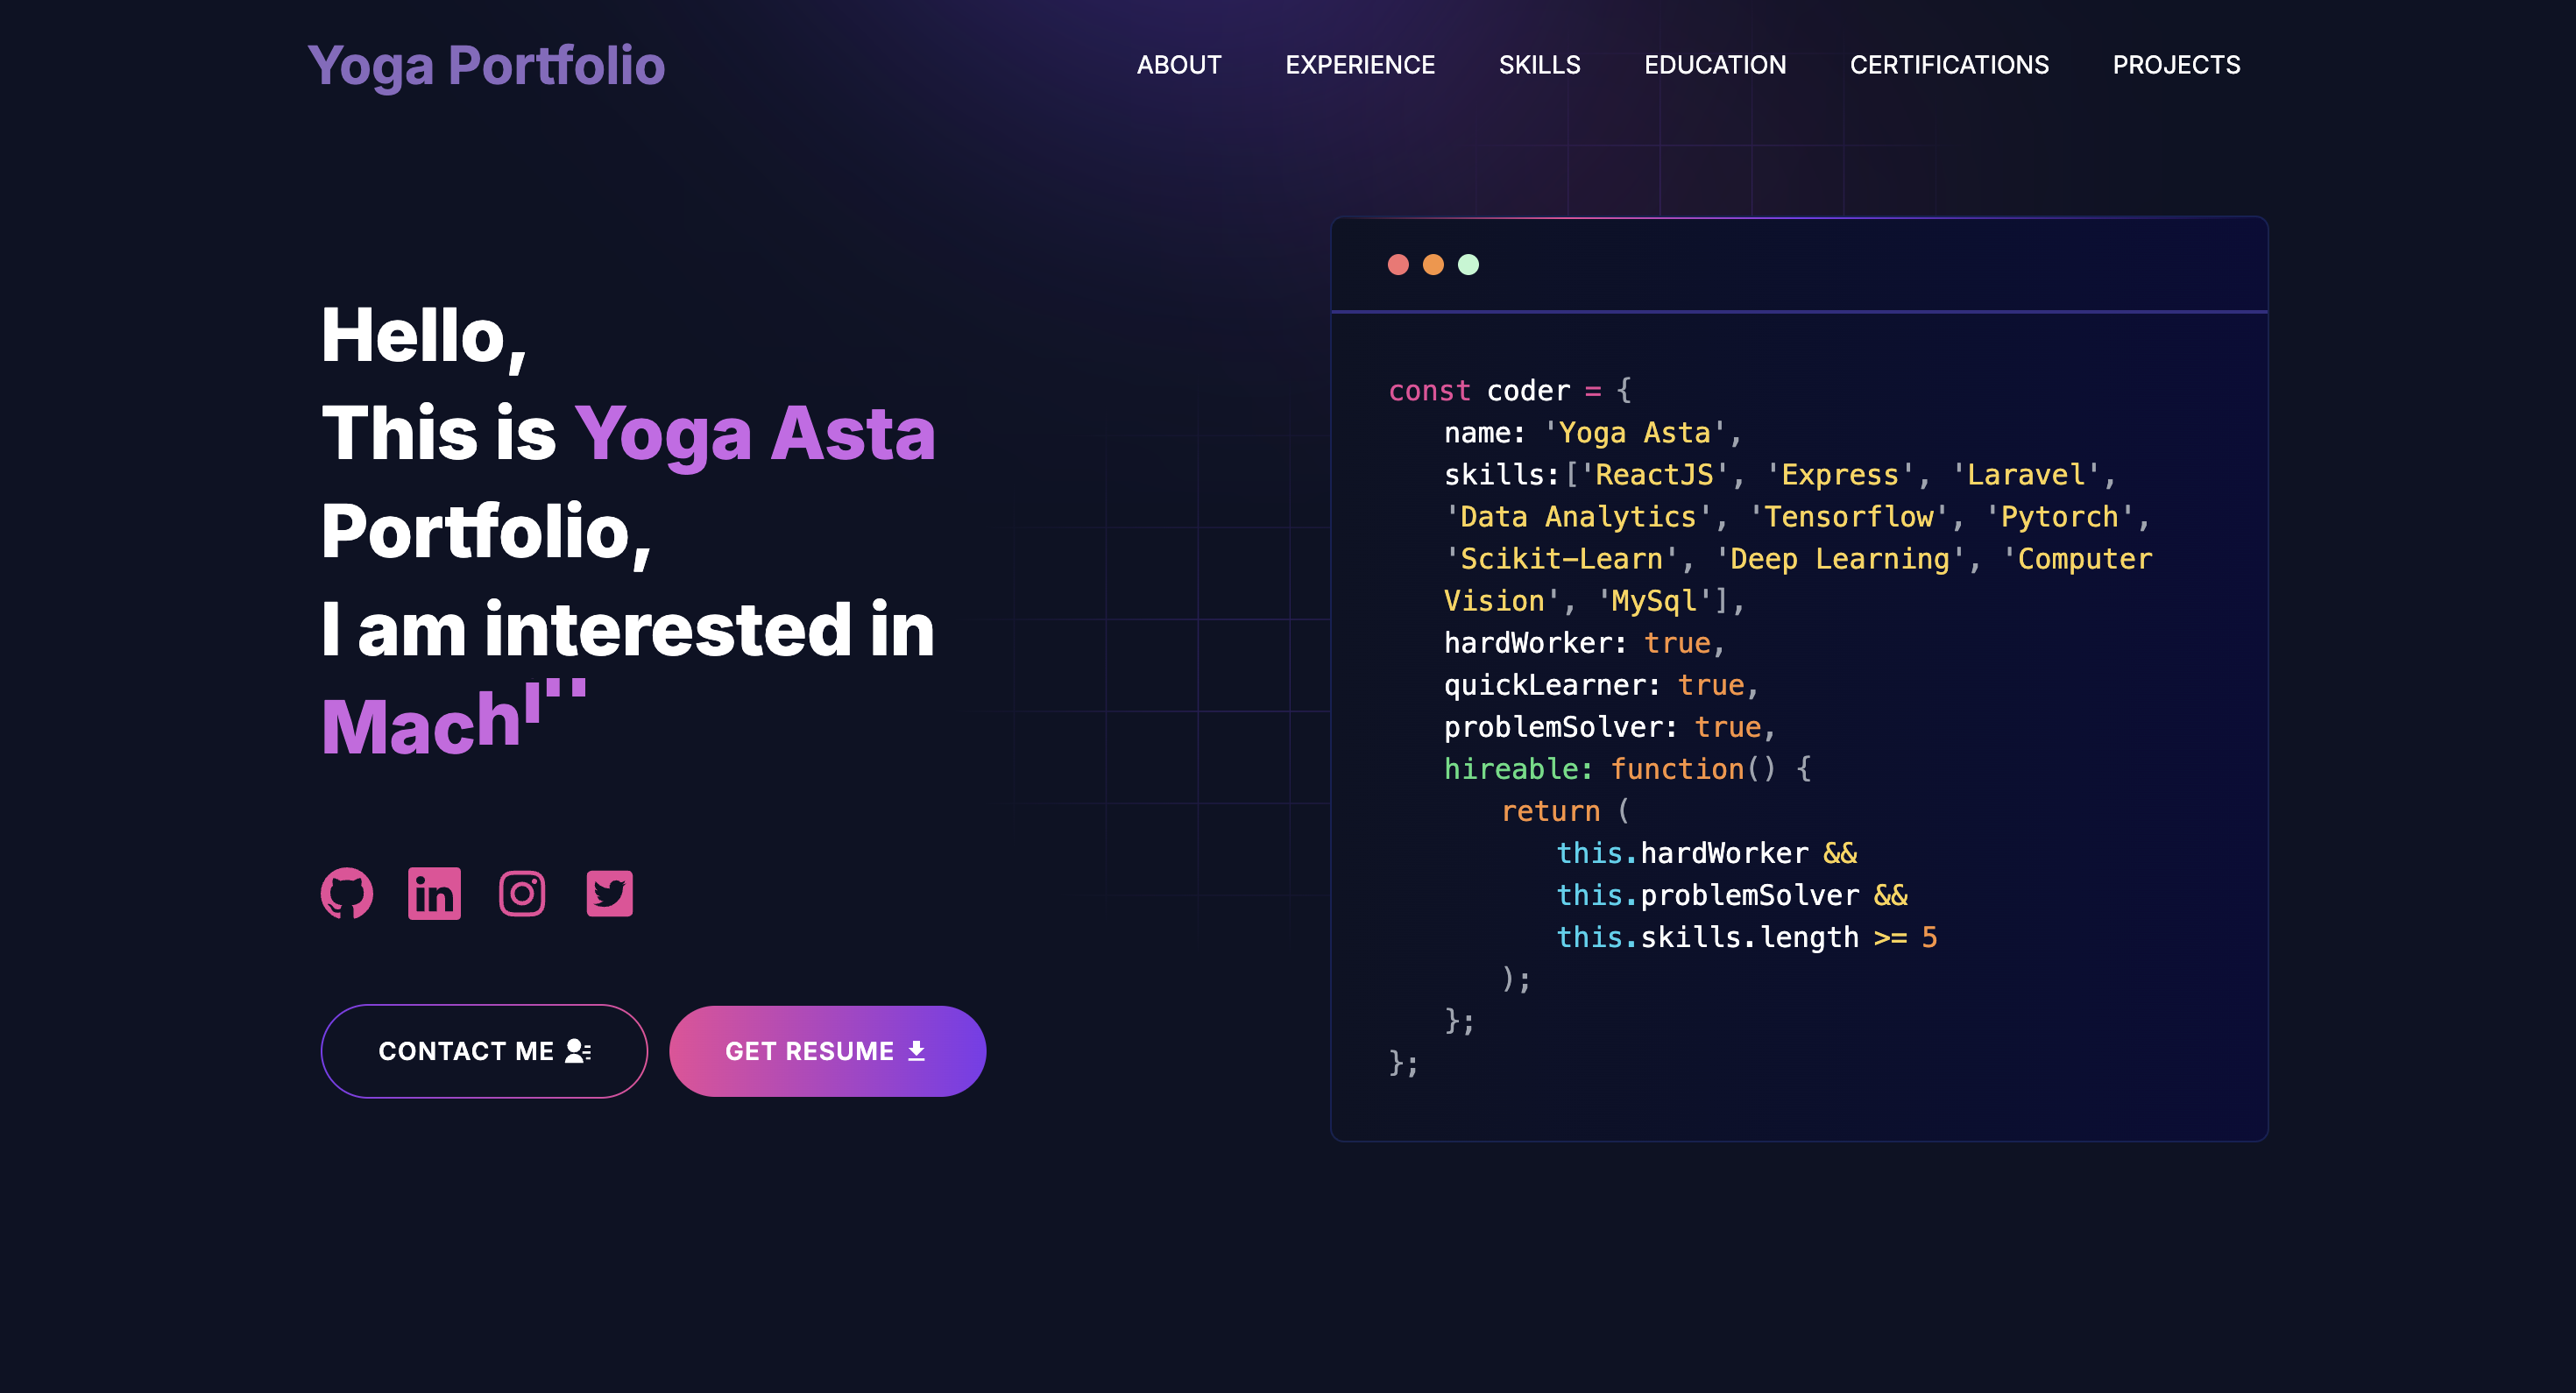 Yoga Portfolio
ABOUT EXPERIENCE SKILLS EDUCATION CERTIFICATIONS PROJECTS
Hello,
This is Yoga Asta
Portfolio,
I am interested in
CONTACT ME
GET RESUME
const coder = {
name: 'Yoga Asta',
skills:['ReactJS', 'Express', 'Laravel',
'Data Analytics', 'Tensorflow', 'Pytorch',
'Scikit-Learn', 'Deep Learning', 'Computer
Vision', 'MySql'],
hardWorker: true,
quickLearner: true,
problemSolver: true,
hireable: function() {
return (
this.hardWorker &&
this.problemSolver &&
this.skills.length >= 5
);
};
};